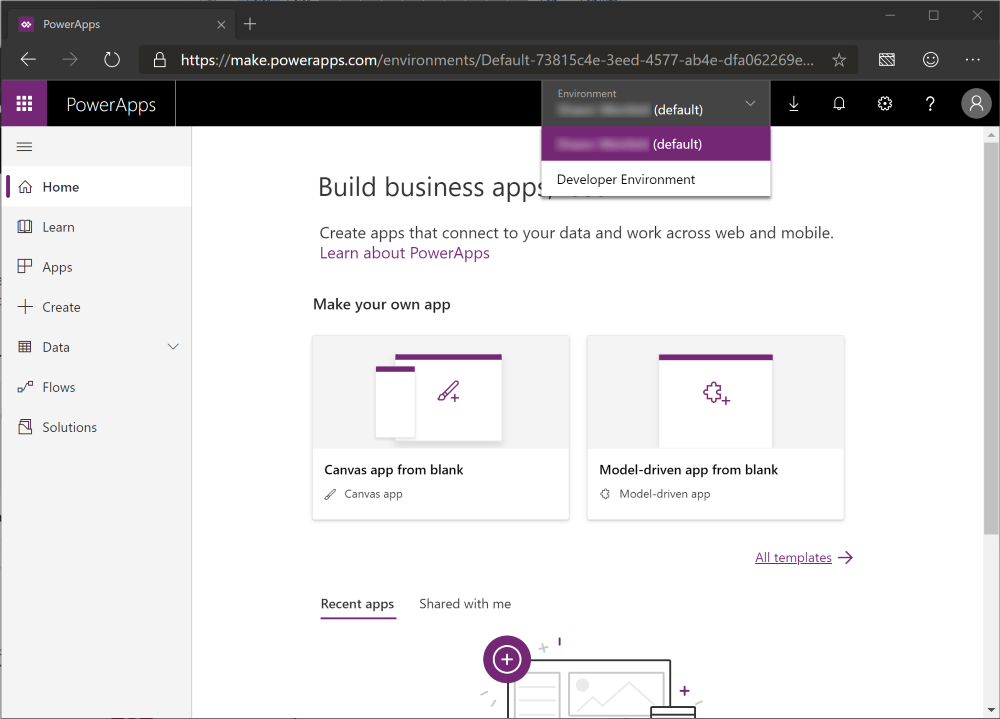 PowerApps
https://make.powerapps.com/environments/Default-73815c4e-3eed-4577-ab4e-dfa062269e...
PowerApps
Environment
(default)
(default)
Developer Environment
Home
Learn
Apps
Create
Data
Flows
Solutions
Build business apps,
Create apps that connect to your data and work across web and mobile.
Learn about PowerApps
Make your own app
Canvas app from blank
Canvas app
Model-driven app from blank
Model-driven app
All templates
Recent apps
Shared with me